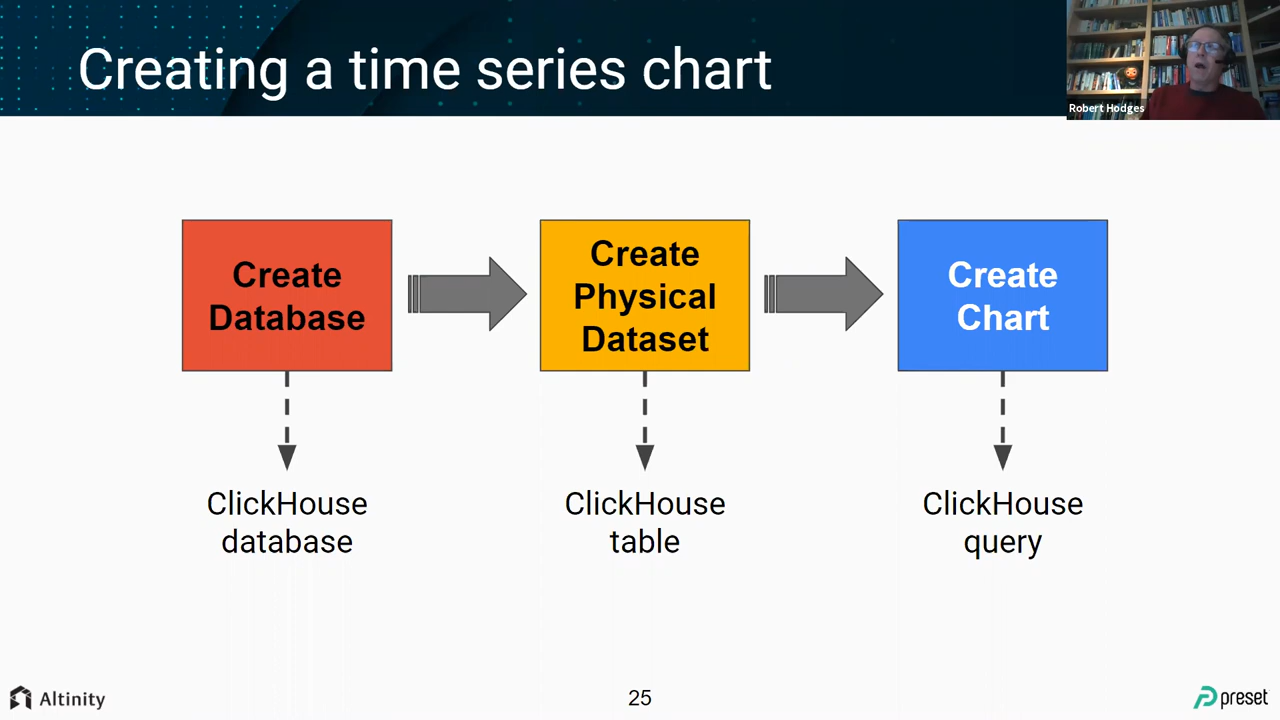 Creating a time series chart
Robert Hodges
Create
Database
Create
Physical
Dataset
Create
Chart
ClickHouse
database
ClickHouse
table
ClickHouse
query
Altinity
25
preset